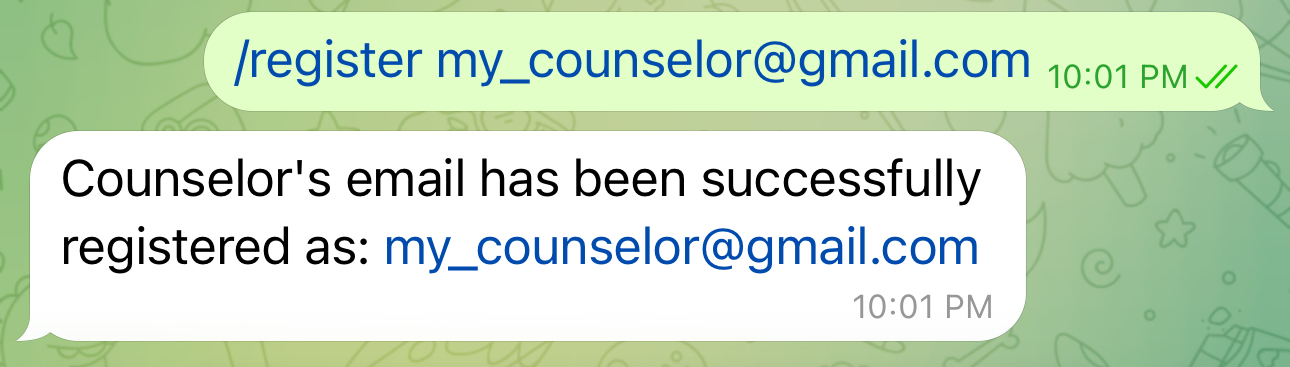 /register my_counselor@gmail.com 10:01 PM
Counselor's email has been successfully
registered as: my_counselor@gmail.com
10:01 PM